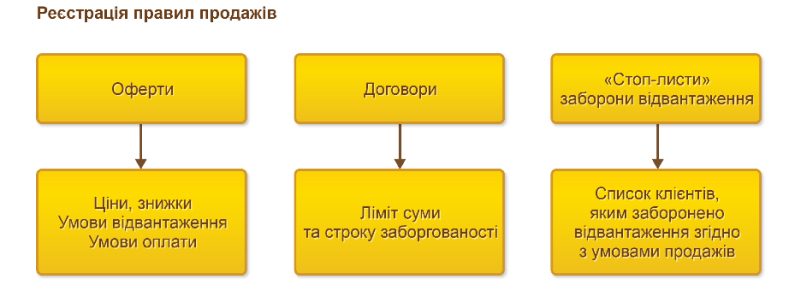 Реєстрація правил продажів
Оферти
Договори
«Стоп-листи»
заборони відвантаження
Ціни, знижки
Умови відвантаження
Умови оплати
Ліміт суми
та строку заборгованості
Список клієнтів,
яким заборонено
відвантаження згідно
з умовами продажів